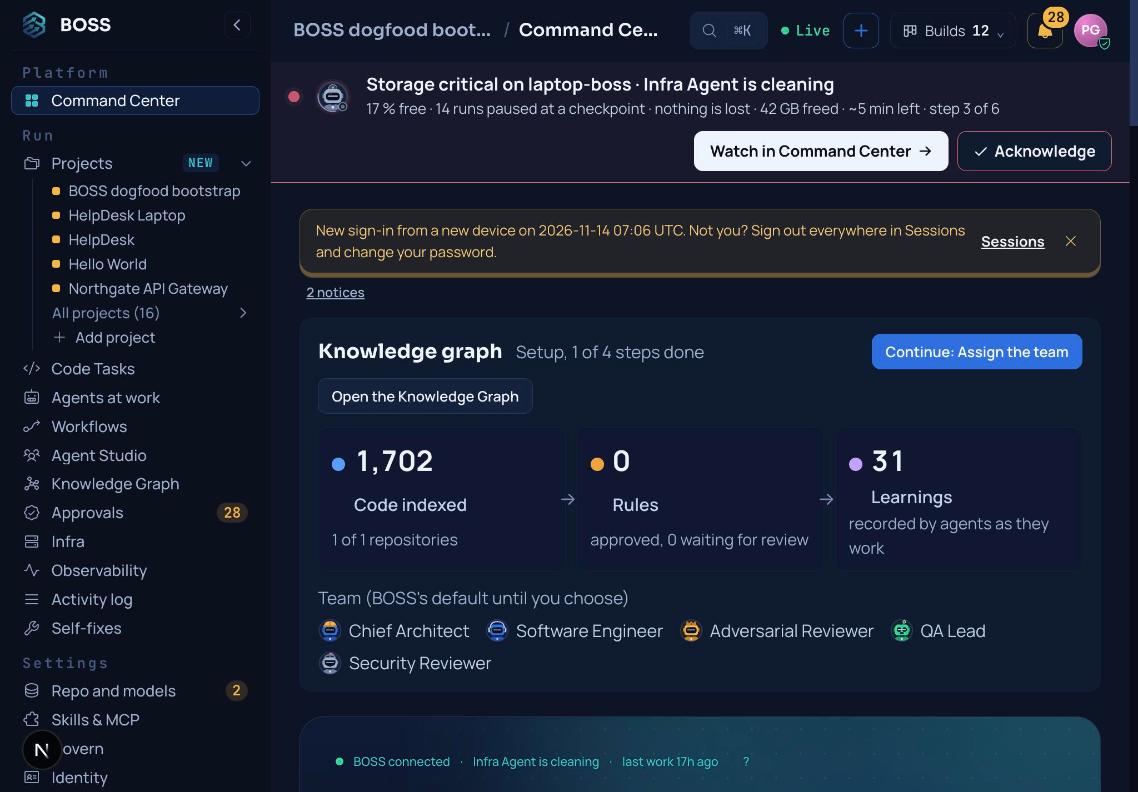 BOSS
BOSS dogfood boot... / Command Ce...
⌘K
Live
Builds 12
28
PG
Platform
Command Center
Run
Projects NEW
BOSS dogfood bootstrap
HelpDesk Laptop
HelpDesk
Hello World
Northgate API Gateway
All projects (16)
Add project
Code Tasks
Agents at work
Workflows
Agent Studio
Knowledge Graph
Approvals 28
Infra
Observability
Activity log
Self-fixes
Settings
Repo and models 2
Skills & MCP
N overn
Identity
Storage critical on laptop-boss · Infra Agent is cleaning
17 % free · 14 runs paused at a checkpoint · nothing is lost · 42 GB freed · ~5 min left · step 3 of 6
Watch in Command Center →
Acknowledge
New sign-in from a new device on 2026-11-14 07:06 UTC. Not you? Sign out everywhere in Sessions
and change your password.
Sessions
2 notices
Knowledge graph Setup, 1 of 4 steps done
Continue: Assign the team
Open the Knowledge Graph
1,702
Code indexed
1 of 1 repositories
0
Rules
approved, 0 waiting for review
31
Learnings
recorded by agents as they
work
Team (BOSS's default until you choose)
Chief Architect Software Engineer Adversarial Reviewer QA Lead
Security Reviewer
BOSS connected · Infra Agent is cleaning · last work 17h ago ?